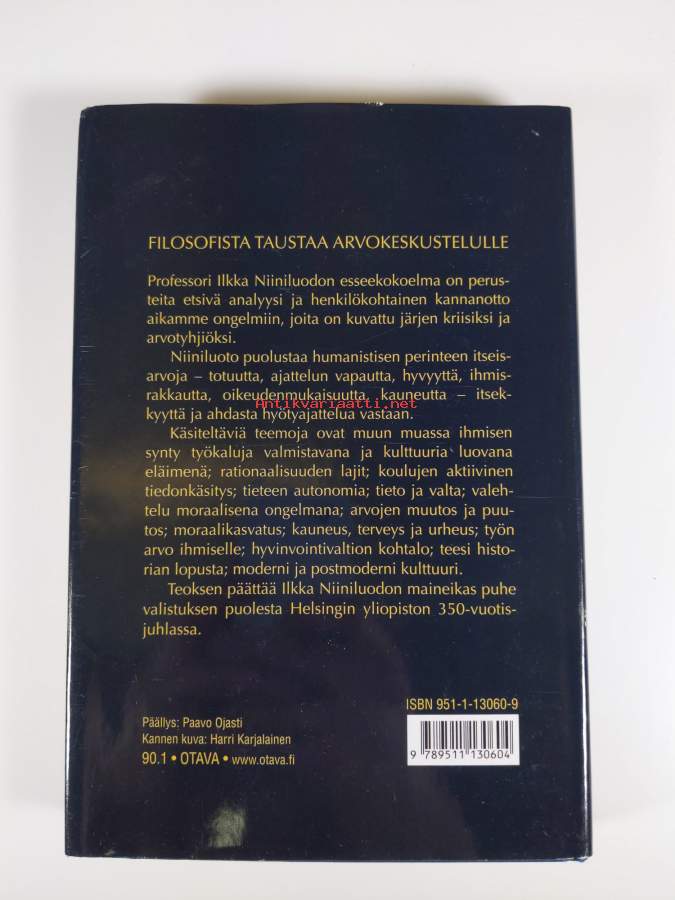 FILOSOFISTA TAUSTAA ARVOKESKUSTELULLE
Professori Ilkka Niiniluodon esseekokoelma on perus-
teita etsivä analyysi ja henkilökohtainen kannanotto
aikamme ongelmiin, joita on kuvattu järjen kriisiksi ja
arvotyhjiöksi.
Niiniluoto puolustaa humanistisen perinteen itseis-
arvoja – totuutta, ajattelun vapautta, hyvyyttä, ihmis-
rakkautta, oikeudenmukaisuutta, kauneutta – itsek-
Antikvariaatti.net
kyyttä ja ahdasta hyötyajattelua vastaan.
Käsiteltäviä teemoja ovat muun muassa ihmisen
synty työkaluja valmistavana ja kulttuuria luovana
eläimenä; rationaalisuuden lajit; koulujen aktiivinen
tiedonkäsitys; tieteen autonomia; tieto ja valta; valeh-
telu moraalisena ongelmana; arvojen muutos ja puu-
tos; moraalikasvatus; kauneus, terveys ja urheus; työn
arvo ihmiselle; hyvinvointivaltion kohtalo; teesi histo-
rian lopusta; moderni ja postmoderni kulttuuri.
Teoksen päättää Ilkka Niiniluodon maineikas puhe
valistuksen puolesta Helsingin yliopiston 350-vuotis-
juhlassa.
ISBN 951-1-13060-9
Päällys: Paavo Ojasti
Kannen kuva: Harri Karjalainen
90.1 • OTAVA • www.otava.fi
9 789511 130604